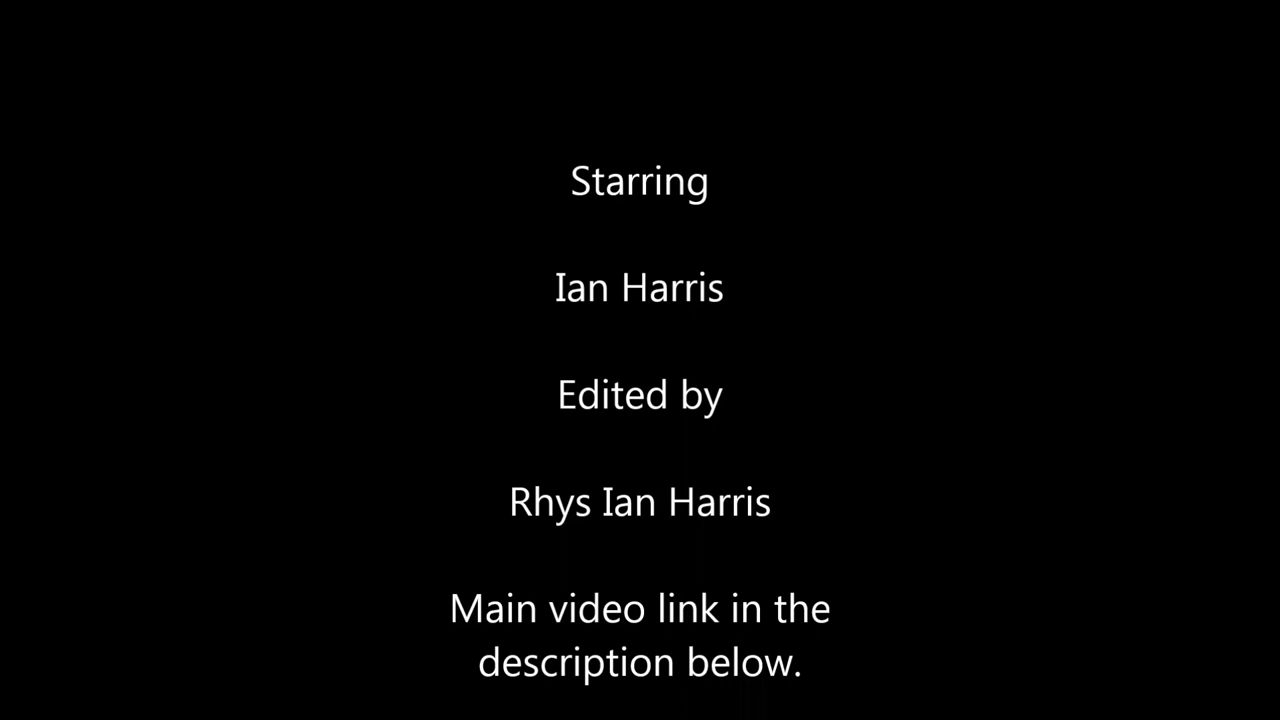 Starring
Ian Harris
Edited by
Rhys Ian Harris
Main video link in the
description below.